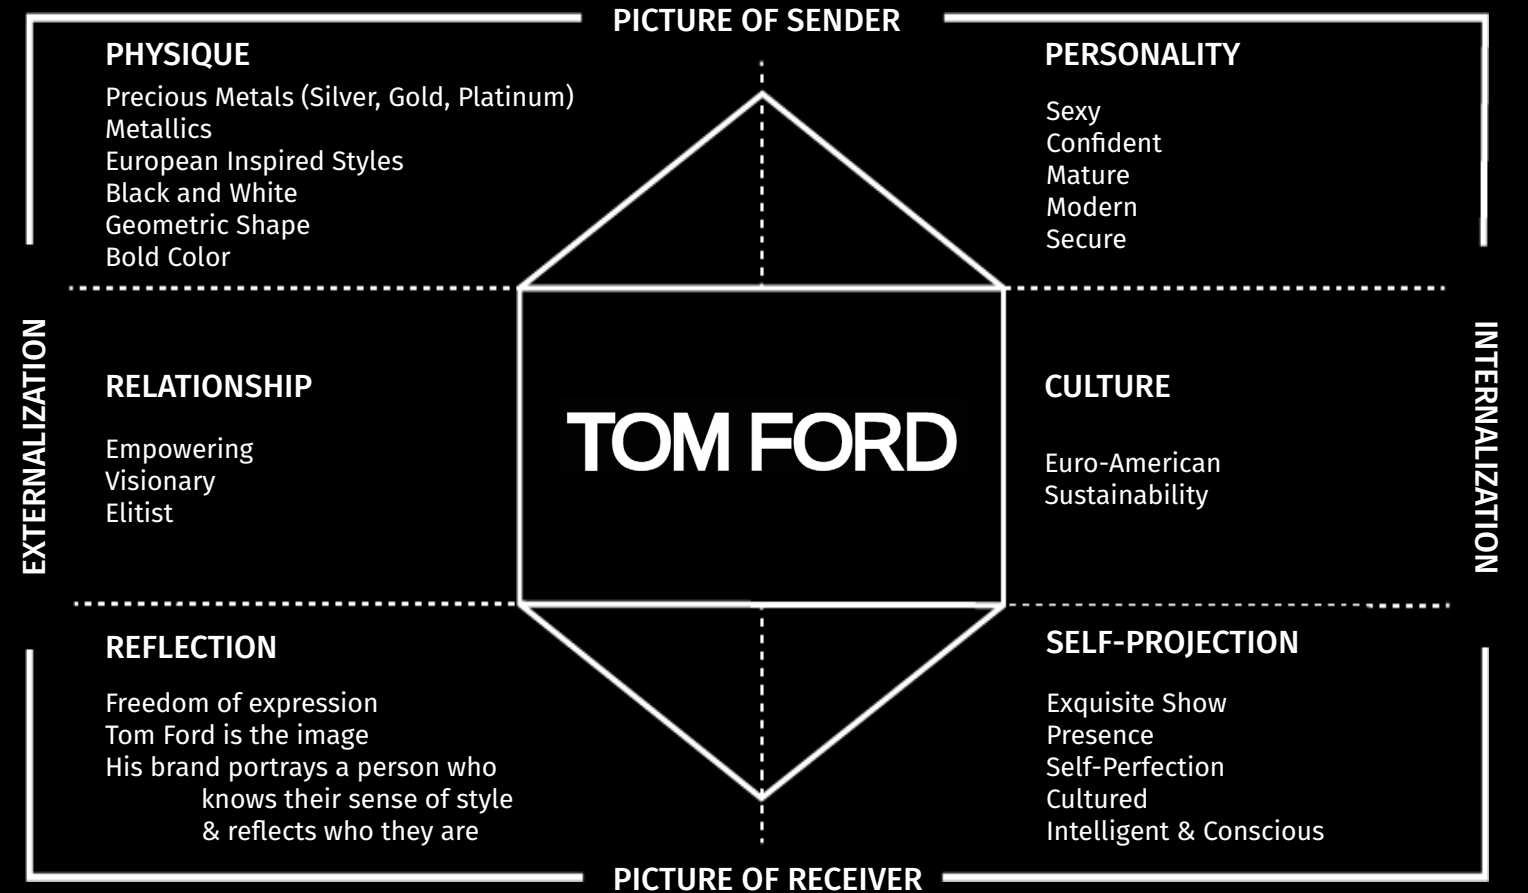 PICTURE OF SENDER
PHYSIQUE
Precious Metals (Silver, Gold, Platinum)
Metallics
European Inspired Styles
Black and White
Geometric Shape
Bold Color
PERSONALITY
Sexy
Confident
Mature
Modern
Secure
EXTERNALIZATION
RELATIONSHIP
Empowering
Visionary
Elitist
TOM FORD
CULTURE
Euro-American
Sustainability
INTERNALIZATION
REFLECTION
Freedom of expression
Tom Ford is the image
His brand portrays a person who
knows their sense of style
& reflects who they are
SELF-PROJECTION
Exquisite Show
Presence
Self-Perfection
Cultured
Intelligent & Conscious
PICTURE OF RECEIVER